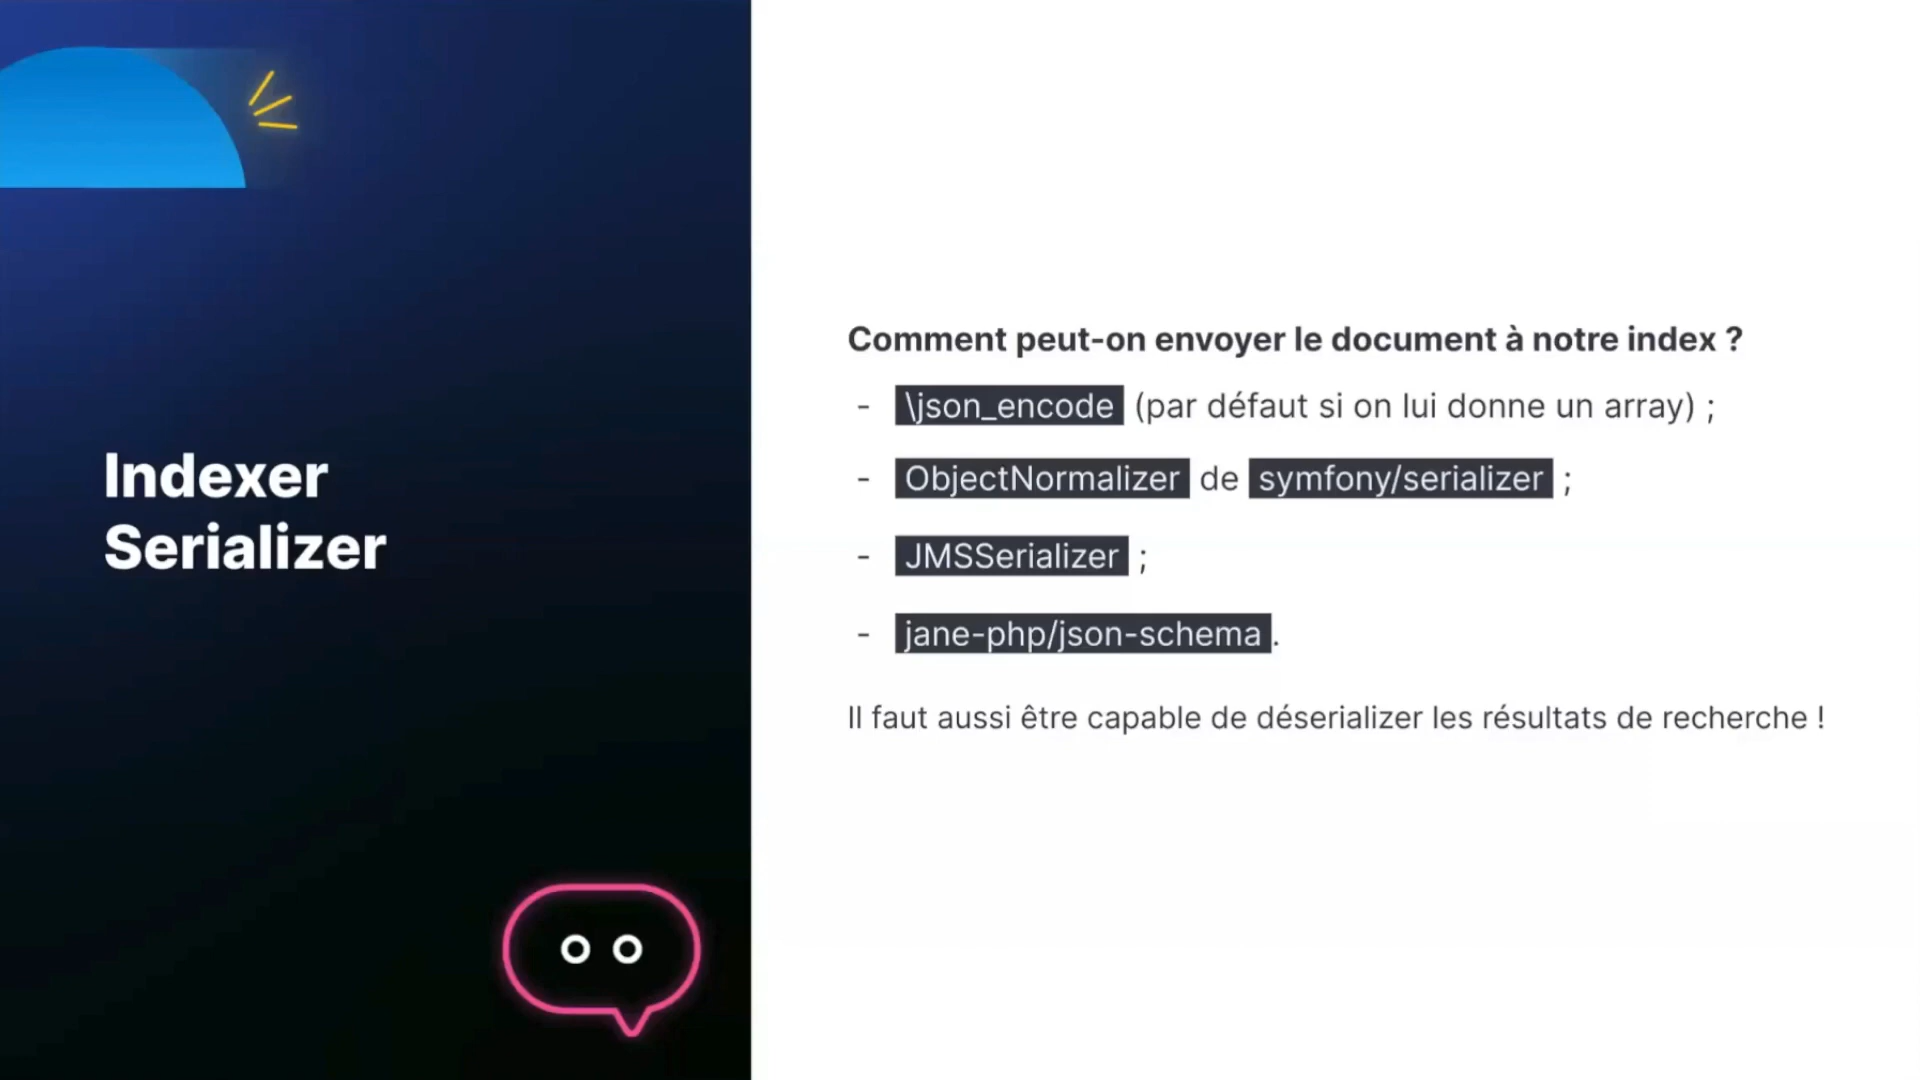 Indexer
Serializer
Comment peut-on envoyer le document à notre index ?
- \json_encode (par défaut si on lui donne un array) ;
- ObjectNormalizer de symfony/serializer ;
- JMSSerializer ;
- jane-php/json-schema.
Il faut aussi être capable de déserializer les résultats de recherche !